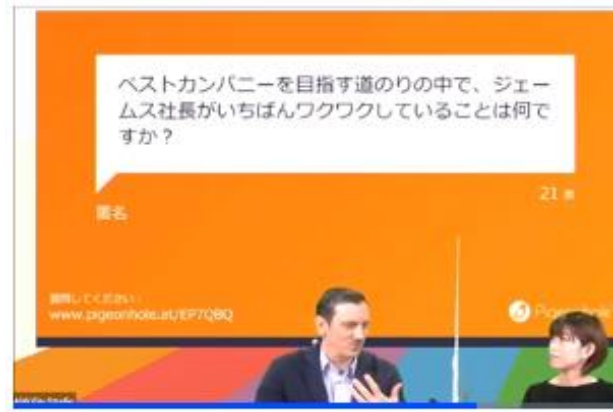 ベストカンパニーを目指す道のりの中で、ジェー
ムス社長がいちばんワクワクしていることは何で
すか？
21 票
匿名
質問してください：
www.pigeonhole.at/EP7QBQ
Pigeonhole